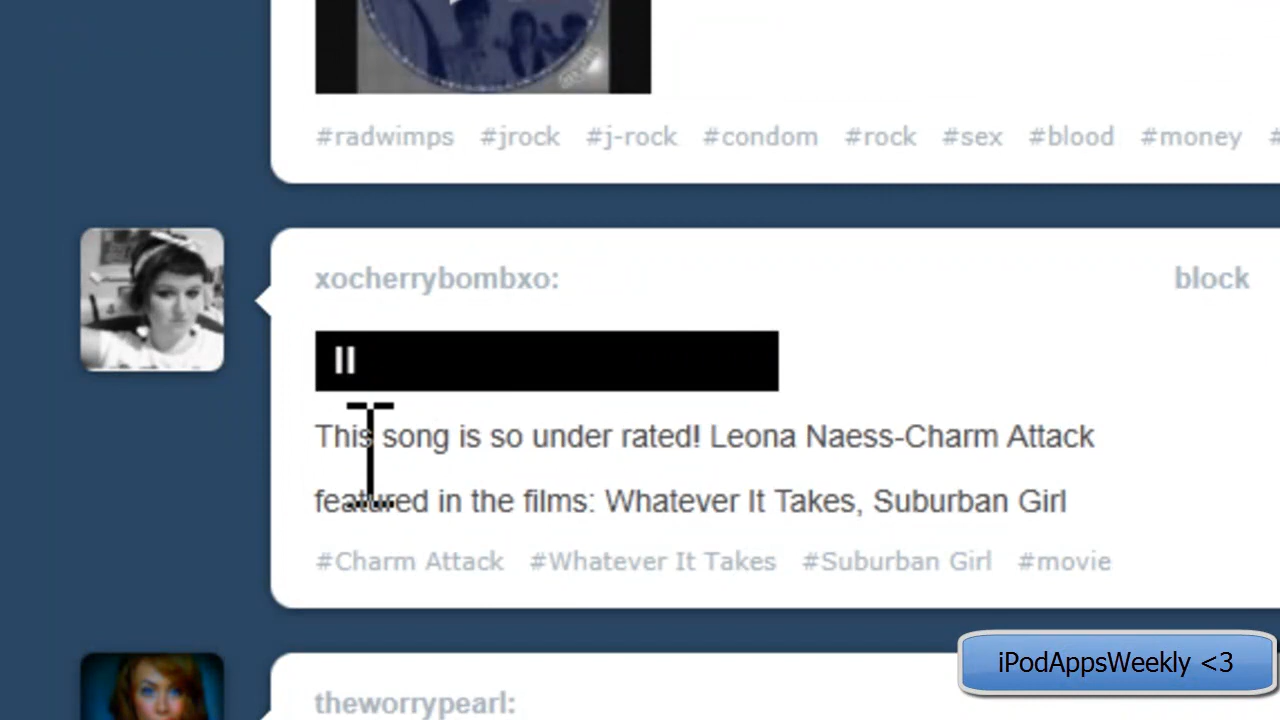 #radwimps #jrock #j-rock #condom #rock #sex #blood #money #
xocherrybombxo: block
This song is so under rated! Leona Naess-Charm Attack
featured in the films: Whatever It Takes, Suburban Girl
#Charm Attack #Whatever It Takes #Suburban Girl #movie
iPodAppsWeekly <3
theworrypearl: